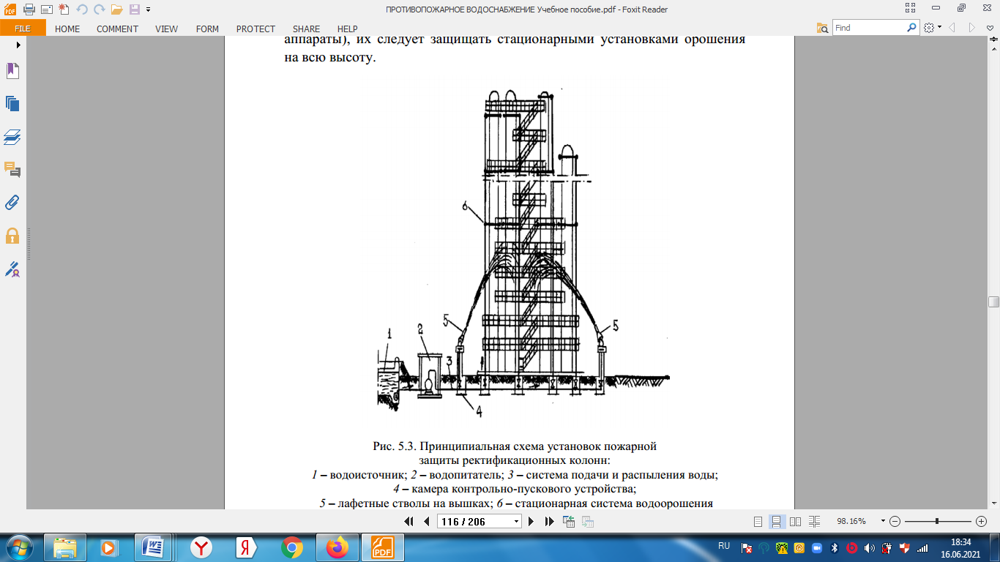 ПРОТИВОПОЖАРНОЕ ВОДОСНАБЖЕНИЕ Учебное пособие.pdf - Foxit Reader
FILE HOME COMMENT VIEW FORM PROTECT SHARE HELP
Find
аппараты), их следует защищать стационарными установками орошения
на всю высоту.
6
5
5
1
2
3
4
Рис. 5.3. Принципиальная схема установок пожарной
защиты ректификационных колонн:
1 – водоисточник; 2 – водопитатель; 3 – система подачи и распыления воды;
4 – камера контрольно-пускового устройства;
5 – лафетные стволы на вышках; 6 – стационарная система водоорошения
116 / 206
98.16%
PDF
RU
18:34
16.06.2021